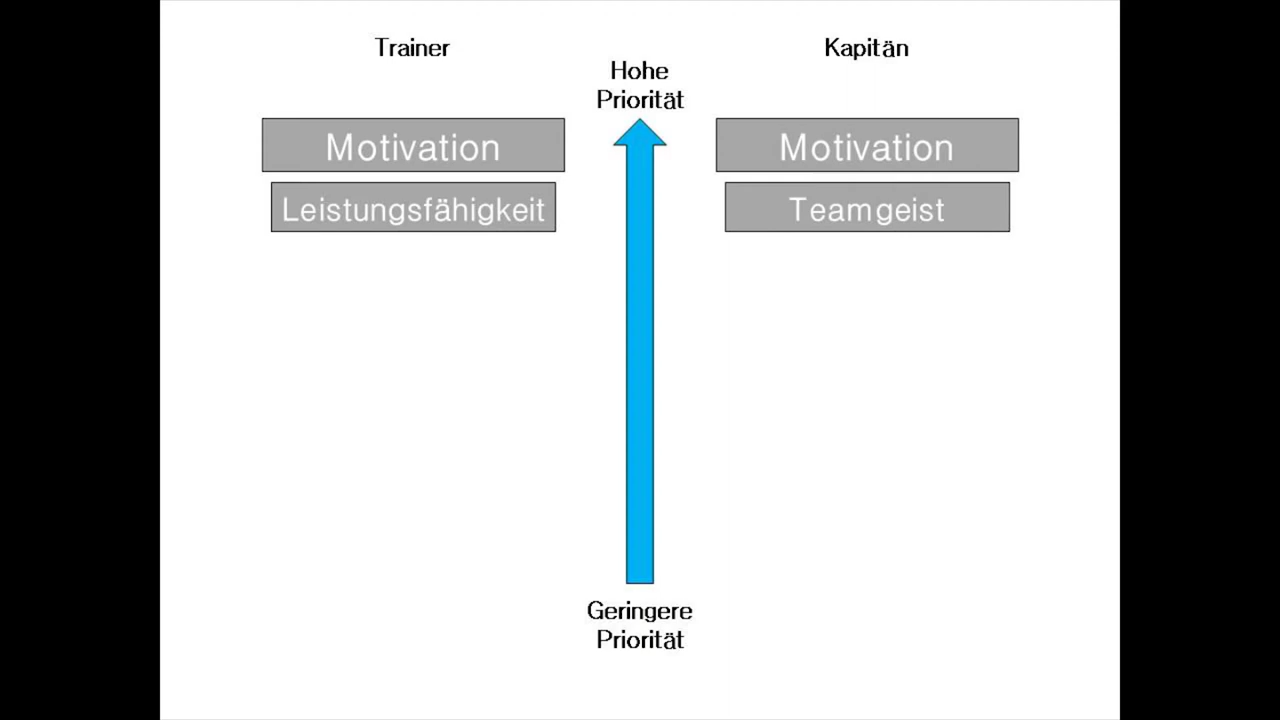 Trainer
Kapitän
Hohe
Priorität
Motivation
Motivation
Leistungsfähigkeit
Teamgeist
Geringere
Priorität